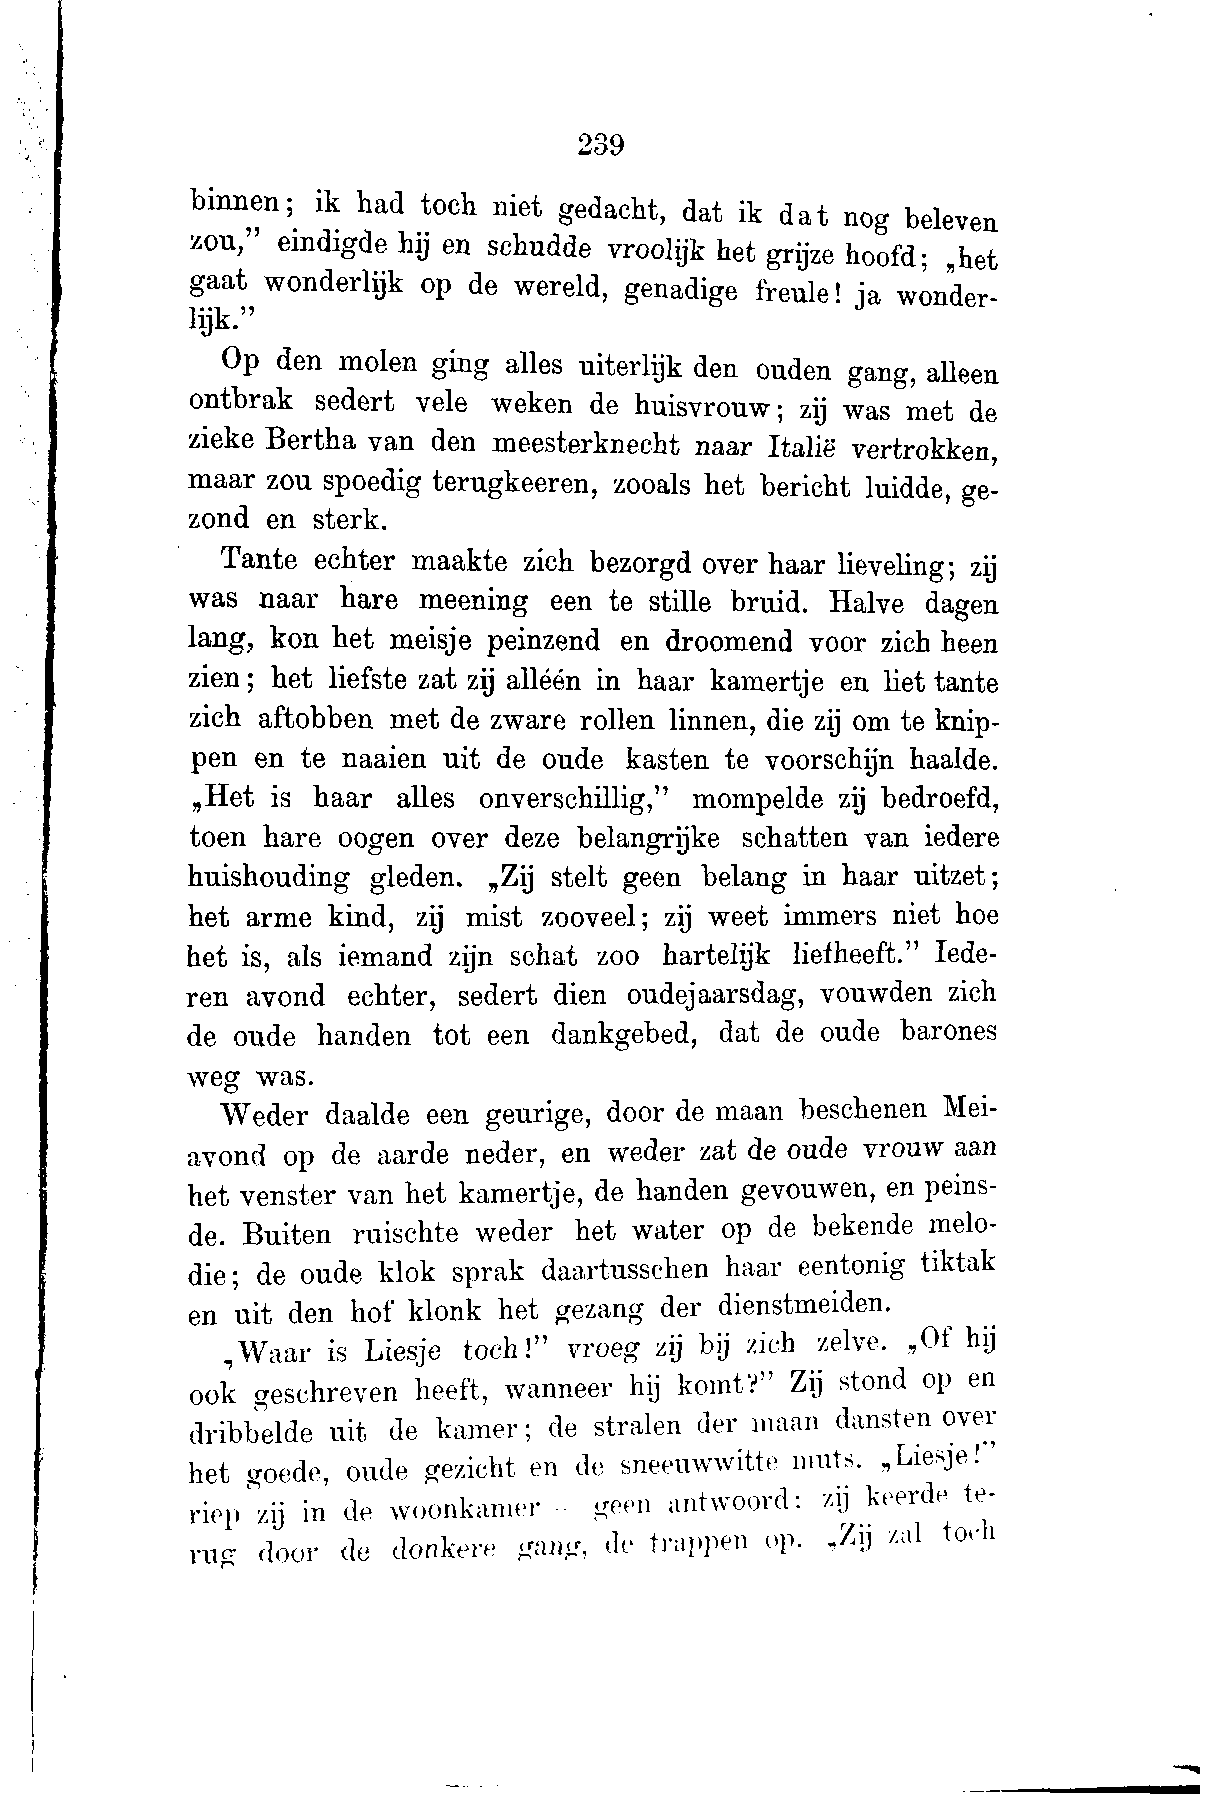 239
binnen; ik had toch niet gedacht, dat ik dat nog beleven
zou,” eindigde hij en schudde vroolijk het grijze hoofd; „het
gaat wonderlijk op de wereld, genadige freule! ja wonder-
lijk.”
Op den molen ging alles uiterlijk den ouden gang, alleen
ontbrak sedert vele weken de huisvrouw; zij was met de
zieke Bertha van den meesterknecht naar Italië vertrokken,
maar zou spoedig terugkeeren, zooals het bericht luidde, ge-
zond en sterk.
Tante echter maakte zich bezorgd over haar lieveling; zij
was naar hare meening een te stille bruid. Halve dagen
lang, kon het meisje peinzend en droomend voor zich heen
zien; het liefste zat zij alléén in haar kamertje en liet tante
zich aftobben met de zware rollen linnen, die zij om te knip-
pen en te naaien uit de oude kasten te voorschijn haalde.
„Het is haar alles onverschillig,” mompelde zij bedroefd,
toen hare oogen over deze belangrijke schatten van iedere
huishouding gleden. „Zij stelt geen belang in haar uitzet;
het arme kind, zij mist zooveel; zij weet immers niet hoe
het is, als iemand zijn schat zoo hartelijk liefheeft.” Iede-
ren avond echter, sedert dien oudejaarsdag, vouwden zich
de oude handen tot een dankgebed, dat de oude barones
weg was.
Weder daalde een geurige, door de maan beschenen Mei-
avond op de aarde neder, en weder zat de oude vrouw aan
het venster van het kamertje, de handen gevouwen, en peins-
de. Buiten ruischte weder het water op de bekende melo-
die; de oude klok sprak daartusschen haar eentonig tiktak
en uit den hof klonk het gezang der dienstmeiden.
„Waar is Liesje toch!” vroeg zij bij zich zelve. „Of hij
ook geschreven heeft, wanneer hij komt?” Zij stond op en
dribbelde uit de kamer; de stralen der maan dansten over
het goede, oude gezicht en de sneeuwwitte muts. „Liesje!”
riep zij in de woonkamer – geen antwoord: zij keerde te-
rug door de donkere gang, de trappen op. „Zij zal toch